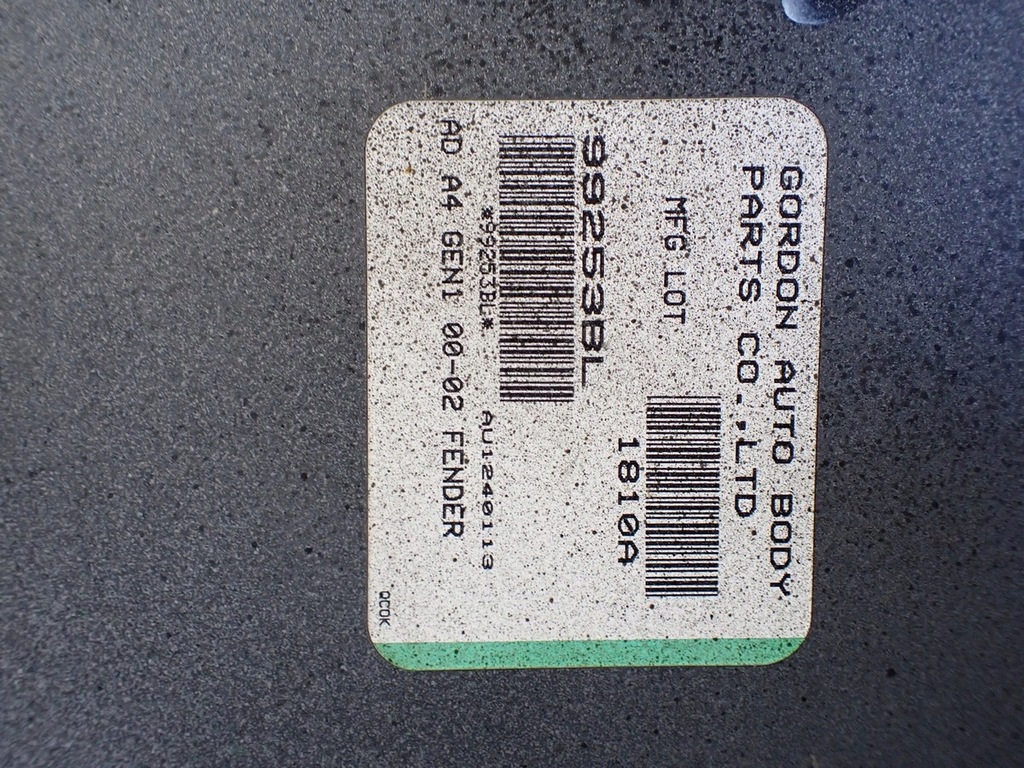 GORDON AUTO BODY
PARTS CO.,LTD
MFG LOT
1810A
99253BL
*99253BL*
AU1240113
AD A4 GEN1 00-02 FENDER
QCOK